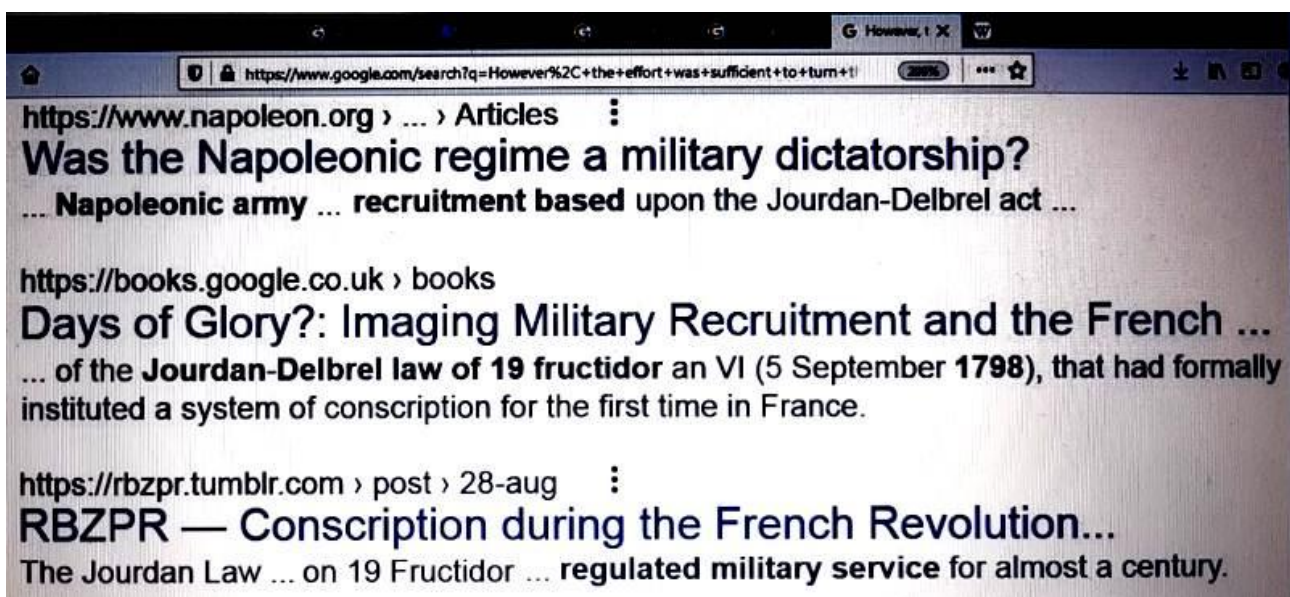 G However, t X W
https://www.google.com/search?q=However%2C+the+effort+was+sufficient+to+turn+t 200% ...
https://www.napoleon.org › ... › Articles
Was the Napoleonic regime a military dictatorship?
... Napoleonic army ... recruitment based upon the Jourdan-Delbrel act ...
https://books.google.co.uk › books
Days of Glory?: Imaging Military Recruitment and the French ...
... of the Jourdan-Delbrel law of 19 fructidor an VI (5 September 1798), that had formally
instituted a system of conscription for the first time in France.
https://rbzpr.tumblr.com › post › 28-aug
RBZPR — Conscription during the French Revolution...
The Jourdan Law ... on 19 Fructidor ... regulated military service for almost a century.